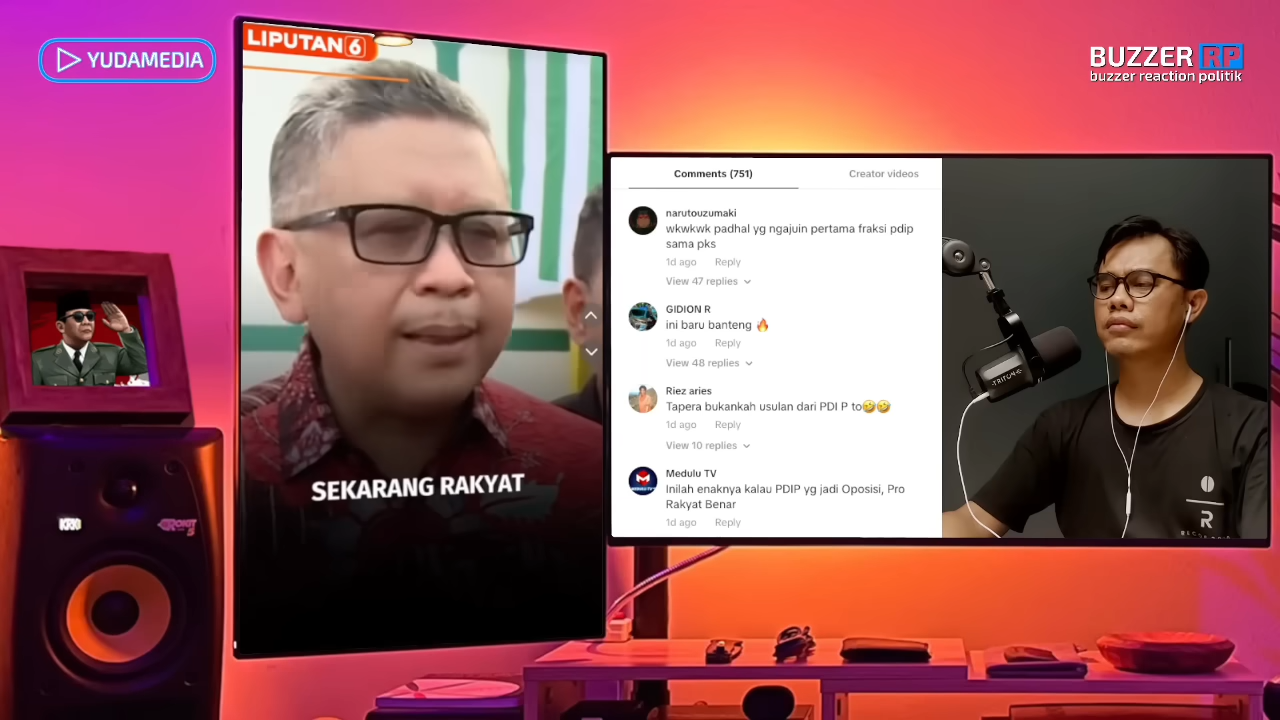 YUDAMEDIA
LIPUTAN 6
BUZZER RP
buzzer reaction politik
SEKARANG RAKYAT
Comments (751)
Creator videos
narutouzumaki
wkwkwk padhal yg ngajuin pertama fraksi pdip
sama pks
1d ago Reply
View 47 replies
GIDION R
ini baru banteng 🔥
1d ago Reply
View 48 replies
Riez aries
Tapera bukankah usulan dari PDI P to🤣🤣
1d ago Reply
View 10 replies
Medulu TV
Inilah enaknya kalau PDIP yg jadi Oposisi, Pro
Rakyat Benar
1d ago Reply
KRK
ROKIT
5
R